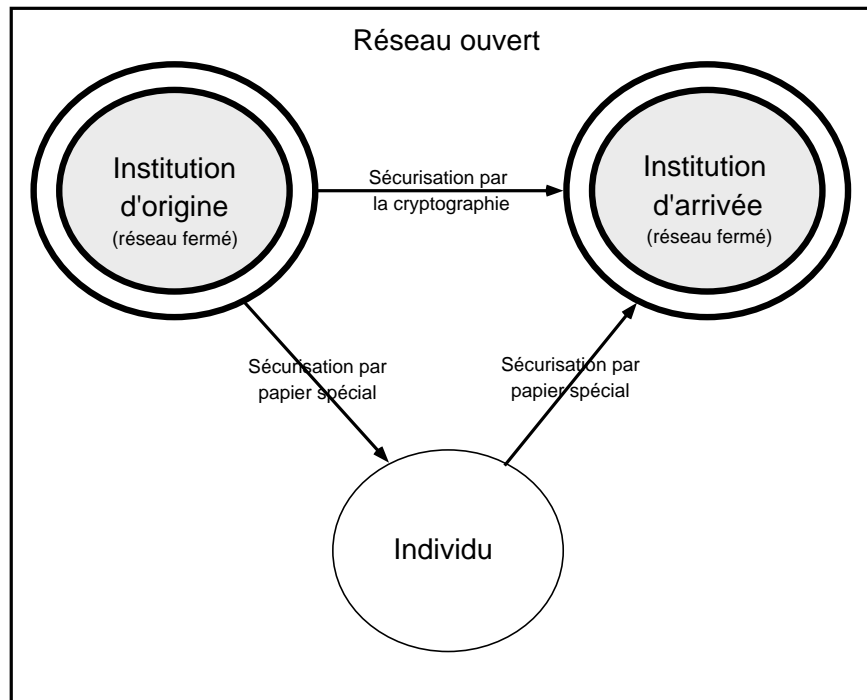 Réseau ouvert
Institution
d'origine
(réseau fermé)
Sécurisation par
la cryptographie
Institution
d'arrivée
(réseau fermé)
Sécurisation par
papier spécial
Sécurisation par
papier spécial
Individu